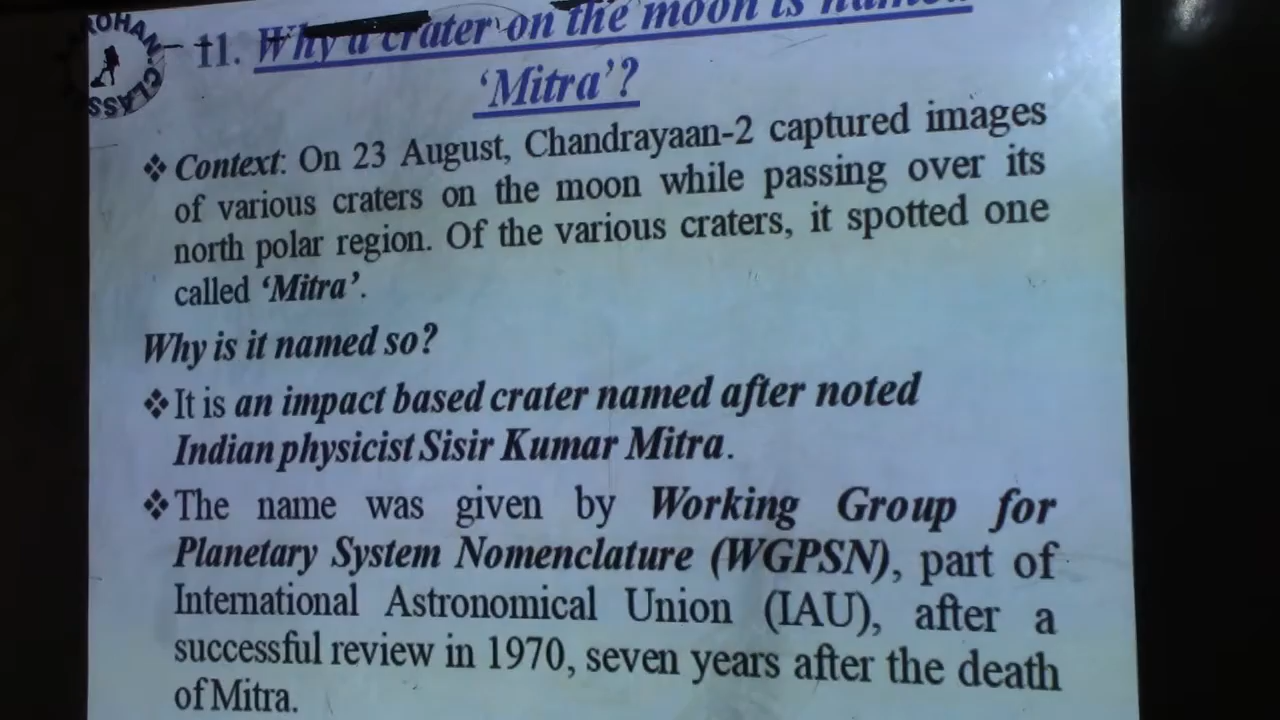 11. Why a crater on the moon is
'Mitra'?
❖ Context: On 23 August, Chandrayaan-2 captured images
of various craters on the moon while passing over its
north polar region. Of the various craters, it spotted one
called 'Mitra'.
Why is it named so?
❖ It is an impact based crater named after noted
Indian physicist Sisir Kumar Mitra.
❖ The name was given by Working Group for
Planetary System Nomenclature (WGPSN), part of
International Astronomical Union (IAU), after a
successful review in 1970, seven years after the death
of Mitra.